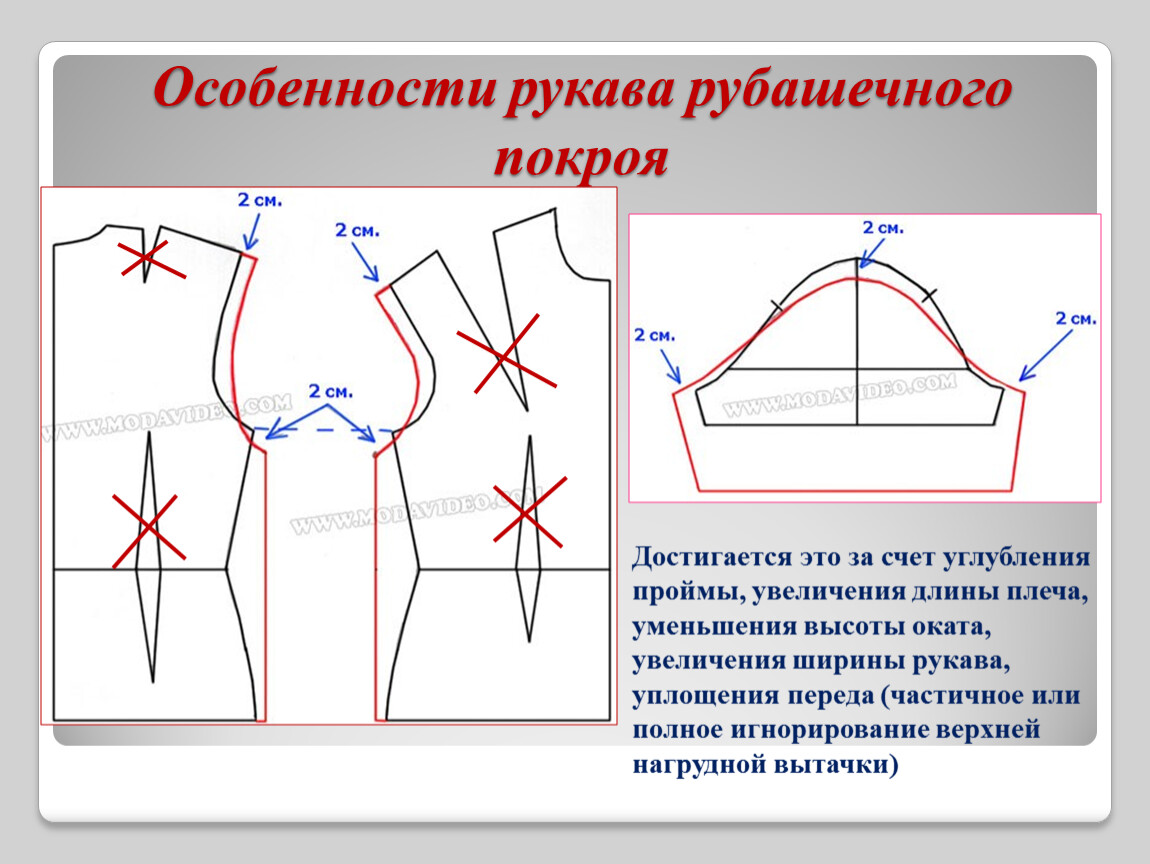 Особенности рукава рубашечного
покроя
2 см.
2 см.
2 см.
WWW.MODAVIDEO.COM
WWW.MODAVIDEO.CO
2 см.
2 см.
2 см.
WWW.MODAVIDEO.COM
Достигается это за счет углубления
проймы, увеличения длины плеча,
уменьшения высоты оката,
увеличения ширины рукава,
уплощения переда (частичное или
полное игнорирование верхней
нагрудной вытачки)